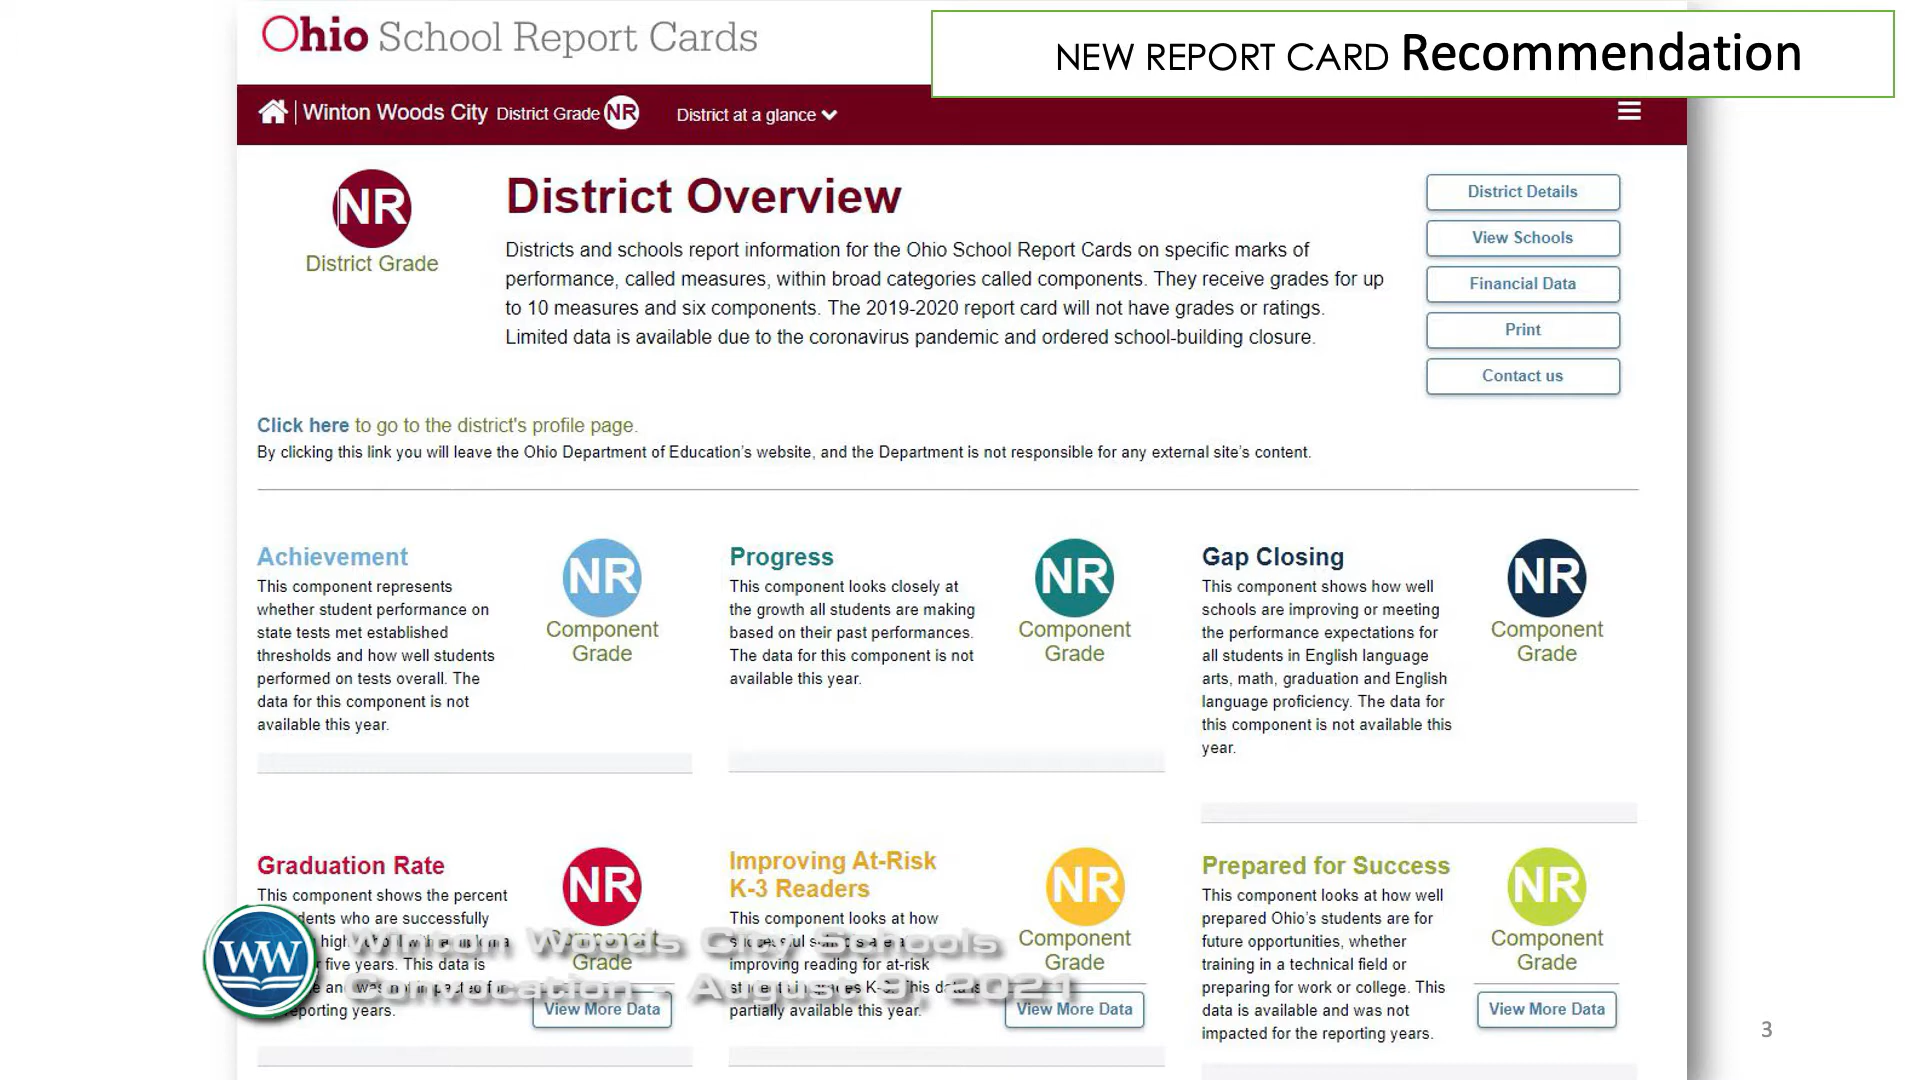 Ohio School Report Cards
NEW REPORT CARD Recommendation
Winton Woods City District Grade NR District at a glance
NR
District Grade
District Overview
Districts and schools report information for the Ohio School Report Cards on specific marks of
performance, called measures, within broad categories called components. They receive grades for up
to 10 measures and six components. The 2019-2020 report card will not have grades or ratings.
Limited data is available due to the coronavirus pandemic and ordered school-building closure.
District Details
View Schools
Financial Data
Print
Contact us
Click here to go to the district's profile page.
By clicking this link you will leave the Ohio Department of Education's website, and the Department is not responsible for any external site's content.
Achievement
This component represents
whether student performance on
state tests met established
thresholds and how well students
performed on tests overall. The
data for this component is not
available this year.
NR
Component
Grade
Progress
This component looks closely at
the growth all students are making
based on their past performances.
The data for this component is not
available this year.
NR
Component
Grade
Gap Closing
This component shows how well
schools are improving or meeting
the performance expectations for
all students in English language
arts, math, graduation and English
language proficiency. The data for
this component is not available this
year.
NR
Component
Grade
Graduation Rate
This component shows the percent
who are successfully
high
five years. This data is
reporting years.
NR
Component
Grade
View More Data
Improving At-Risk
K-3 Readers
This component looks at how
improving reading for at-risk
partially available this year.
NR
Component
Grade
View More Data
Prepared for Success
This component looks at how well
prepared Ohio's students are for
future opportunities, whether
training in a technical field or
preparing for work or college. This
data is available and was not
impacted for the reporting years.
NR
Component
Grade
View More Data
WW
Winton Woods City Schools
Convocation - August 9, 2021
3